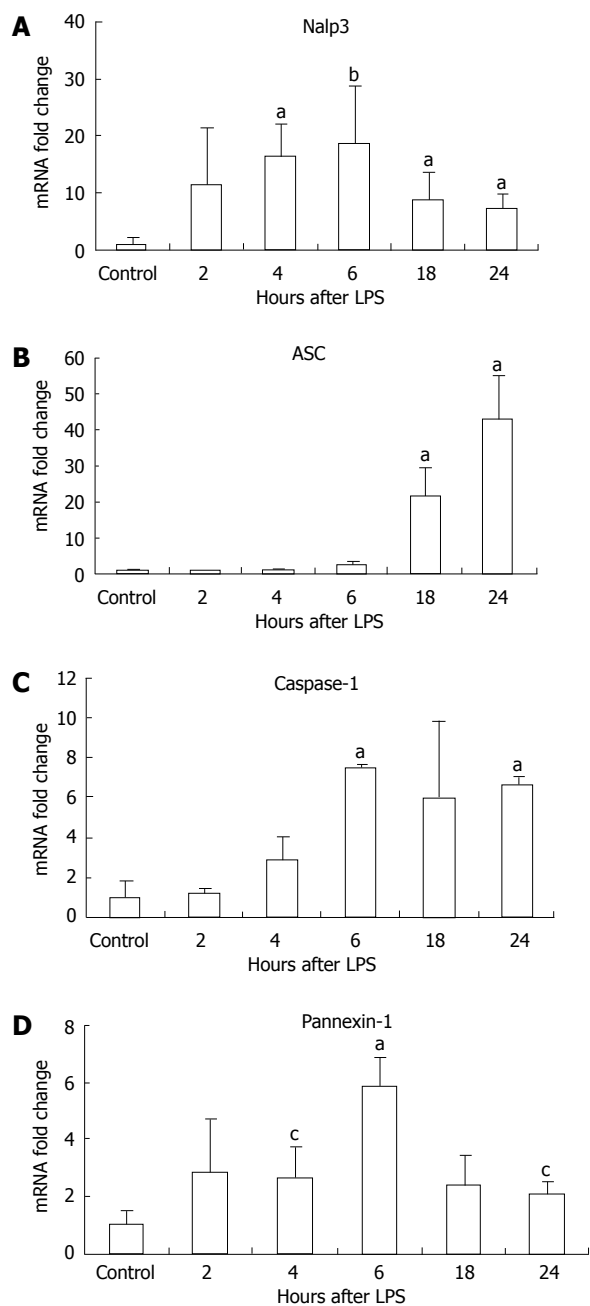 A
Nalp3
mRNA fold change
40
30
20
10
0
a
b
a
a
Control 2 4 6 18 24
Hours after LPS
B
ASC
mRNA fold change
60
50
40
30
20
10
0
a
a
Control 2 4 6 18 24
Hours after LPS
C
Caspase-1
mRNA fold change
12
10
8
6
4
2
0
a
a
Control 2 4 6 18 24
Hours after LPS
D
Pannexin-1
mRNA fold change
8
6
4
2
0
c
a
c
Control 2 4 6 18 24
Hours after LPS